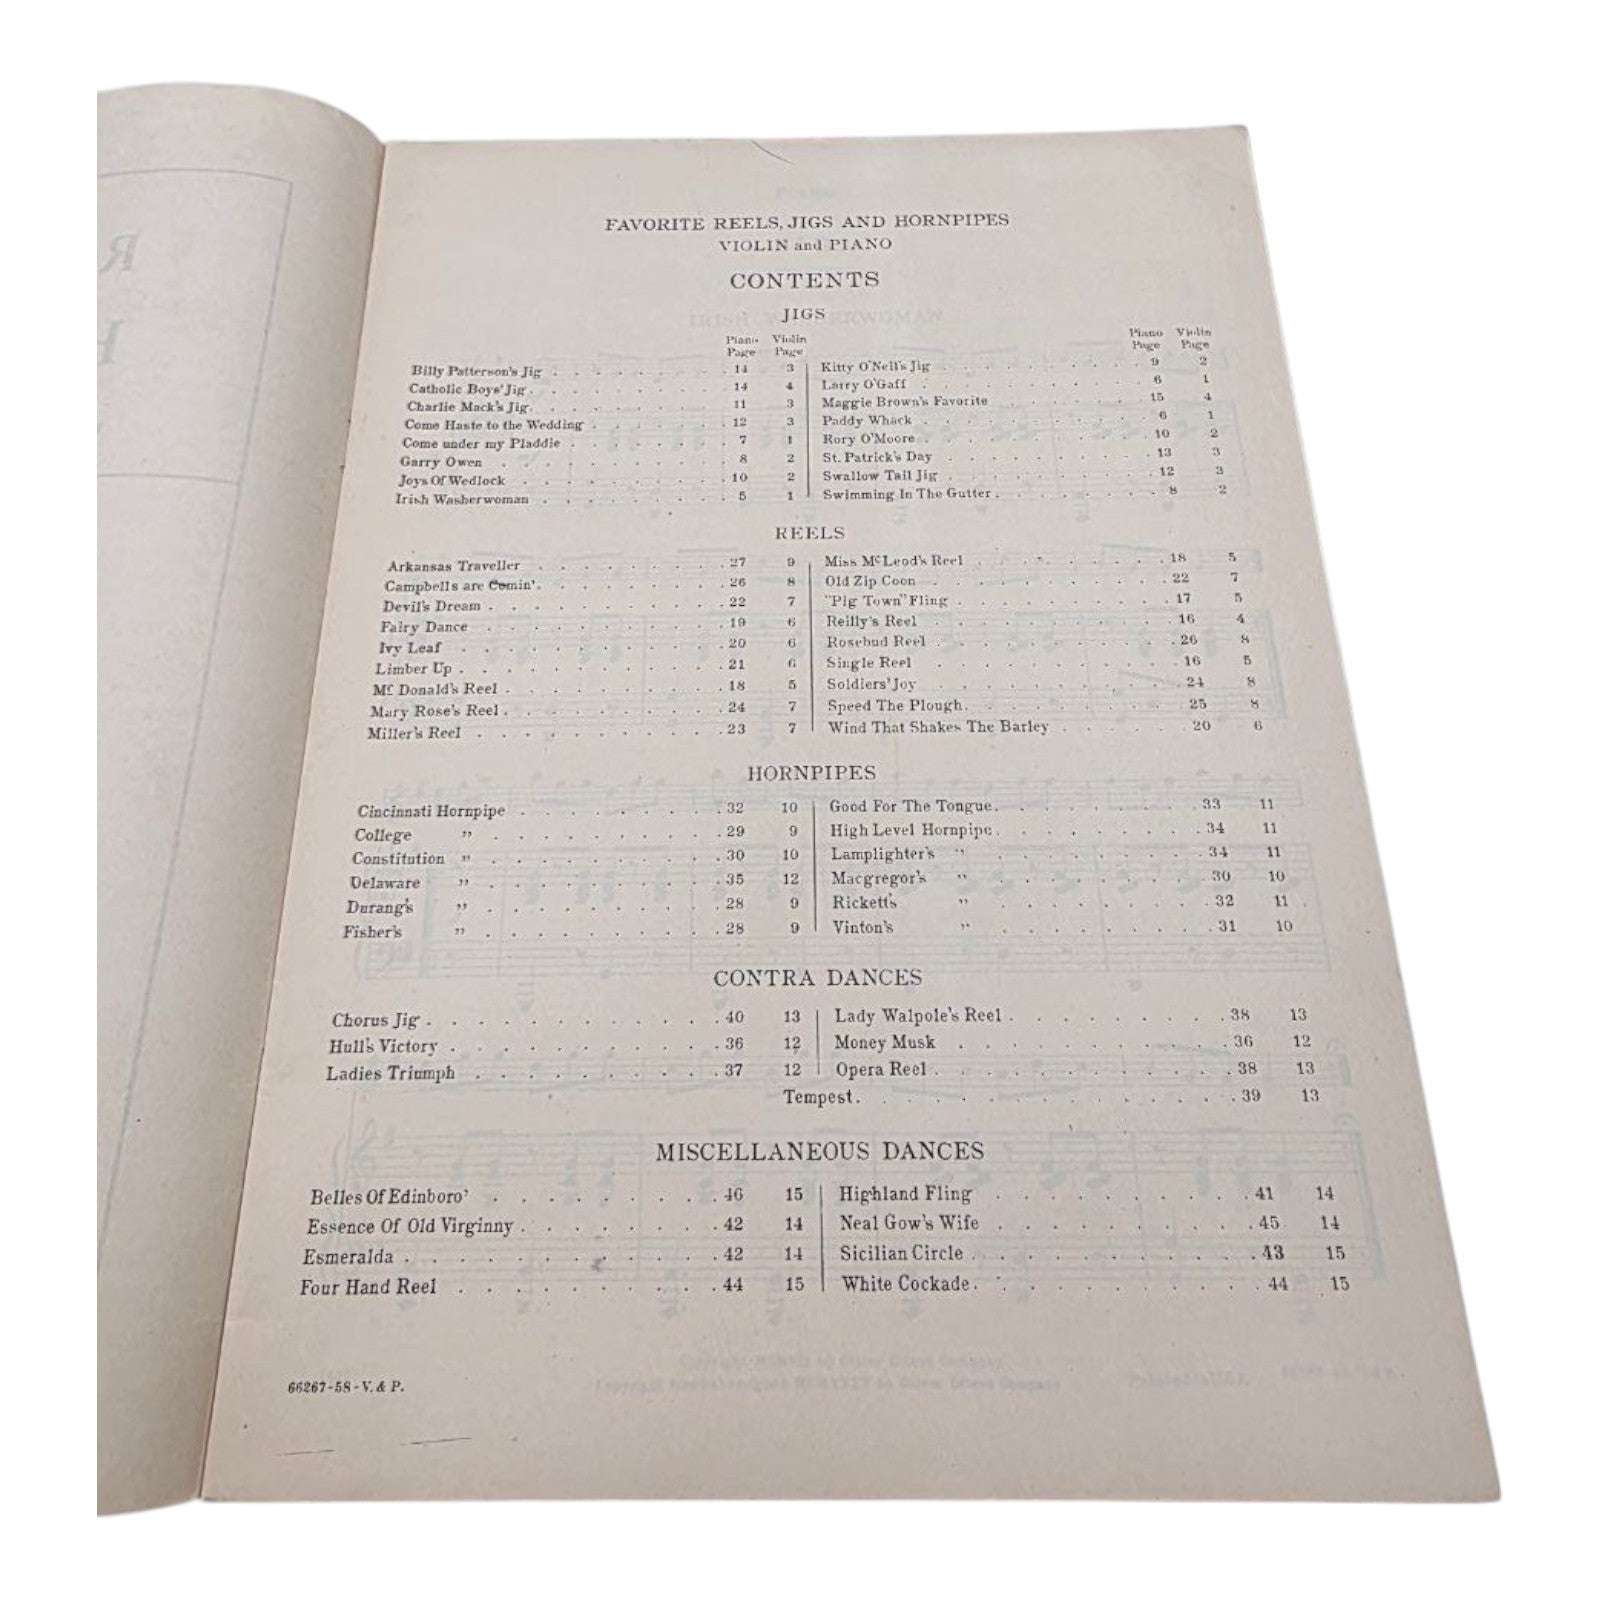 FAVORITE REELS, JIGS AND HORNPIPES
VIOLIN and PIANO
CONTENTS
JIGS
Piano Page Violin Page
Billy Patterson's Jig 14 3
Catholic Boys' Jig 14 4
Charlie Mack's Jig 11 3
Come Haste to the Wedding 12 3
Come under my Pladdie 7 1
Garry Owen 8 2
Joys Of Wedlock 10 2
Irish Washerwoman 5 1
Piano Page Violin Page
Kitty O'Neil's Jig 9 2
Larry O'Gaff 6 1
Maggie Brown's Favorite 15 4
Paddy Whack 6 1
Rory O'Moore 10 2
St. Patrick's Day 13 3
Swallow Tail Jig 12 3
Swimming In The Gutter 8 2
REELS
Arkansas Traveller 27 9
Campbells are Comin' 26 8
Devil's Dream 22 7
Fairy Dance 19 6
Ivy Leaf 20 6
Limber Up 21 6
McDonald's Reel 18 5
Mary Rose's Reel 24 7
Miller's Reel 23 7
Miss McLeod's Reel 18 5
Old Zip Coon 22 7
"Pig Town" Fling 17 5
Reilly's Reel 16 4
Rosebud Reel 26 8
Single Reel 16 5
Soldiers' Joy 24 8
Speed The Plough 25 8
Wind That Shakes The Barley 20 6
HORNPIPES
Cincinnati Hornpipe 32 10
College " 29 9
Constitution " 30 10
Delaware " 35 12
Durang's " 28 9
Fisher's " 28 9
Good For The Tongue 33 11
High Level Hornpipe 34 11
Lamplighter's " 34 11
Macgregor's " 30 10
Rickett's " 32 11
Vinton's " 31 10
CONTRA DANCES
Chorus Jig 40 13
Hull's Victory 36 12
Ladies Triumph 37 12
Lady Walpole's Reel 38 13
Money Musk 36 12
Opera Reel 38 13
Tempest 39 13
MISCELLANEOUS DANCES
Belles Of Edinboro' 46 15
Essence Of Old Virginny 42 14
Esmeralda 42 14
Four Hand Reel 44 15
Highland Fling 41 14
Neal Gow's Wife 45 14
Sicilian Circle 43 15
White Cockade 44 15
66267-58-V. & P.